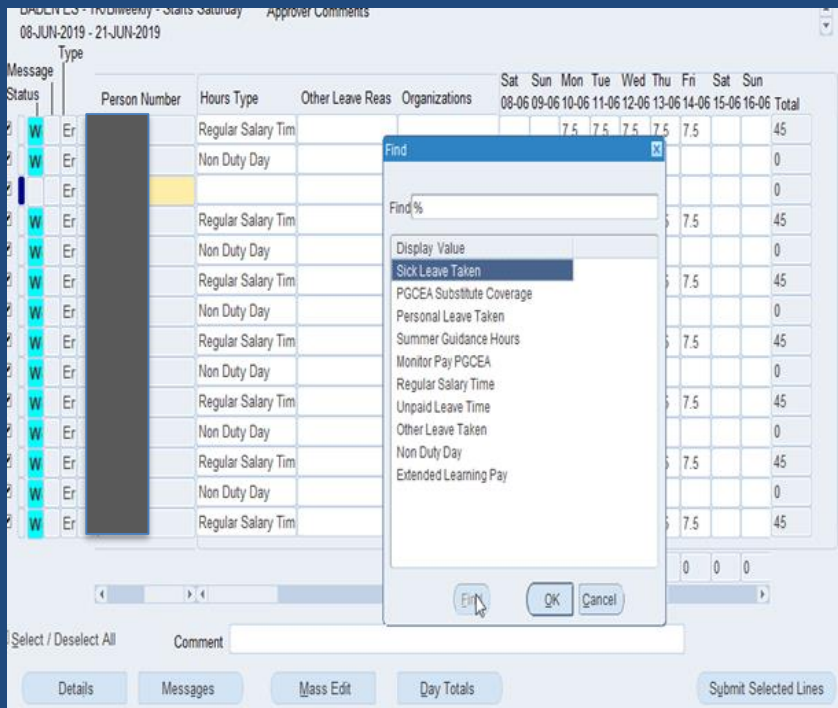 BADEN ES - TR/Biweekly - Starts Saturday Approver Comments
08-JUN-2019 - 21-JUN-2019
Type
Message
Status Person Number Hours Type Other Leave Reas Organizations Sat Sun Mon Tue Wed Thu Fri Sat Sun
08-06 09-06 10-06 11-06 12-06 13-06 14-06 15-06 16-06 Total
W Er Regular Salary Tim 7.5 7.5 7.5 7.5 7.5 45
W Er Non Duty Day 0
Er 0
W Er Regular Salary Tim 7.5 45
W Er Non Duty Day 0
W Er Regular Salary Tim 7.5 45
W Er Non Duty Day 0
W Er Regular Salary Tim 7.5 45
W Er Non Duty Day 0
W Er Regular Salary Tim 7.5 45
W Er Non Duty Day 0
W Er Regular Salary Tim 7.5 45
W Er Non Duty Day 0
W Er Regular Salary Tim 7.5 45
0 0 0
Find
Find %
Display Value
Sick Leave Taken
PGCEA Substitute Coverage
Personal Leave Taken
Summer Guidance Hours
Monitor Pay PGCEA
Regular Salary Time
Unpaid Leave Time
Other Leave Taken
Non Duty Day
Extended Learning Pay
Find OK Cancel
Select / Deselect All Comment
Details Messages Mass Edit Day Totals Submit Selected Lines